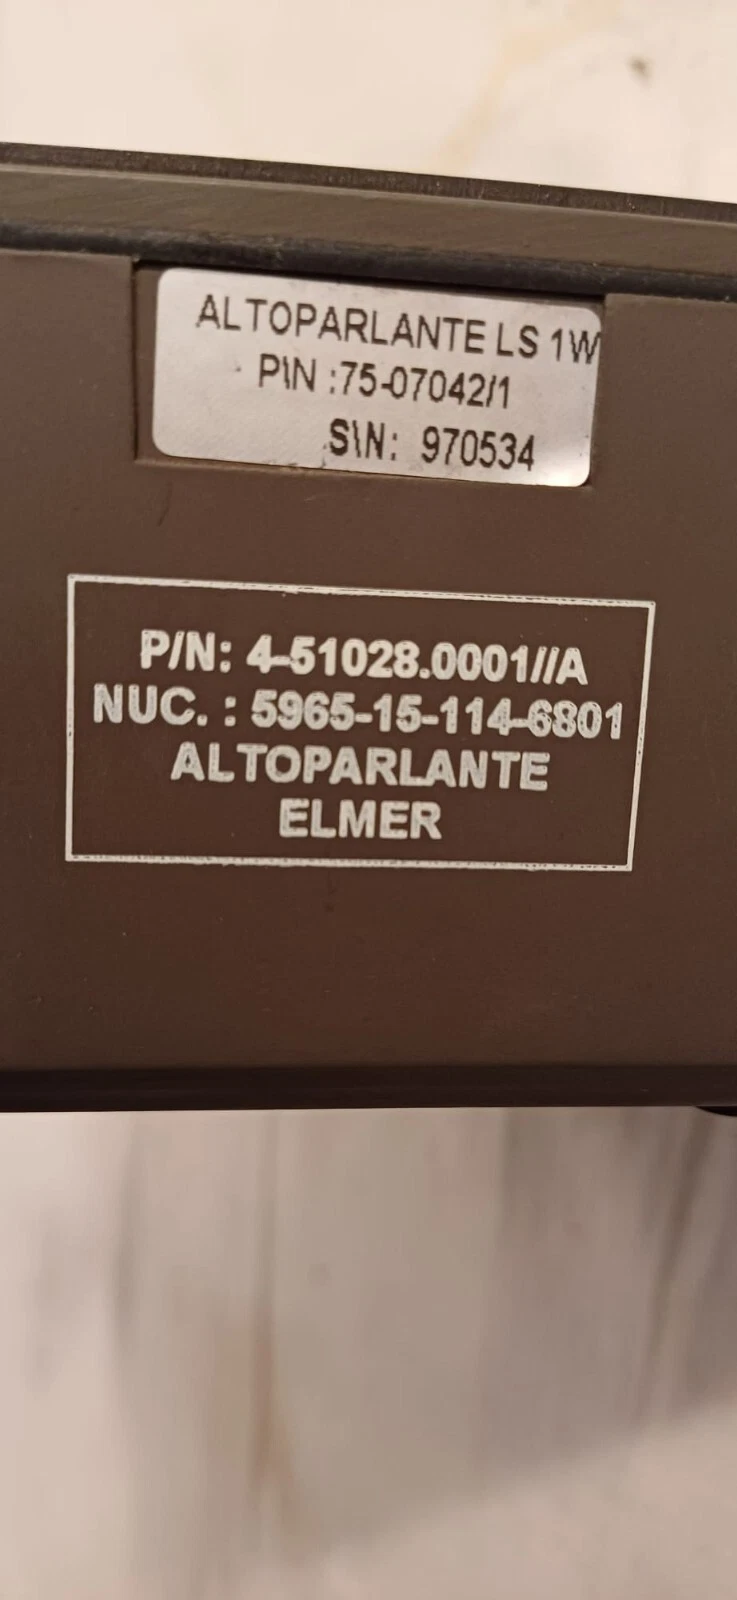 ALTOPARLANTE LS 1W
P\N :75-07042/1
S\N: 970534
P/N: 4-51028.0001//A
NUC. : 5965-15-114-6801
ALTOPARLANTE
ELMER